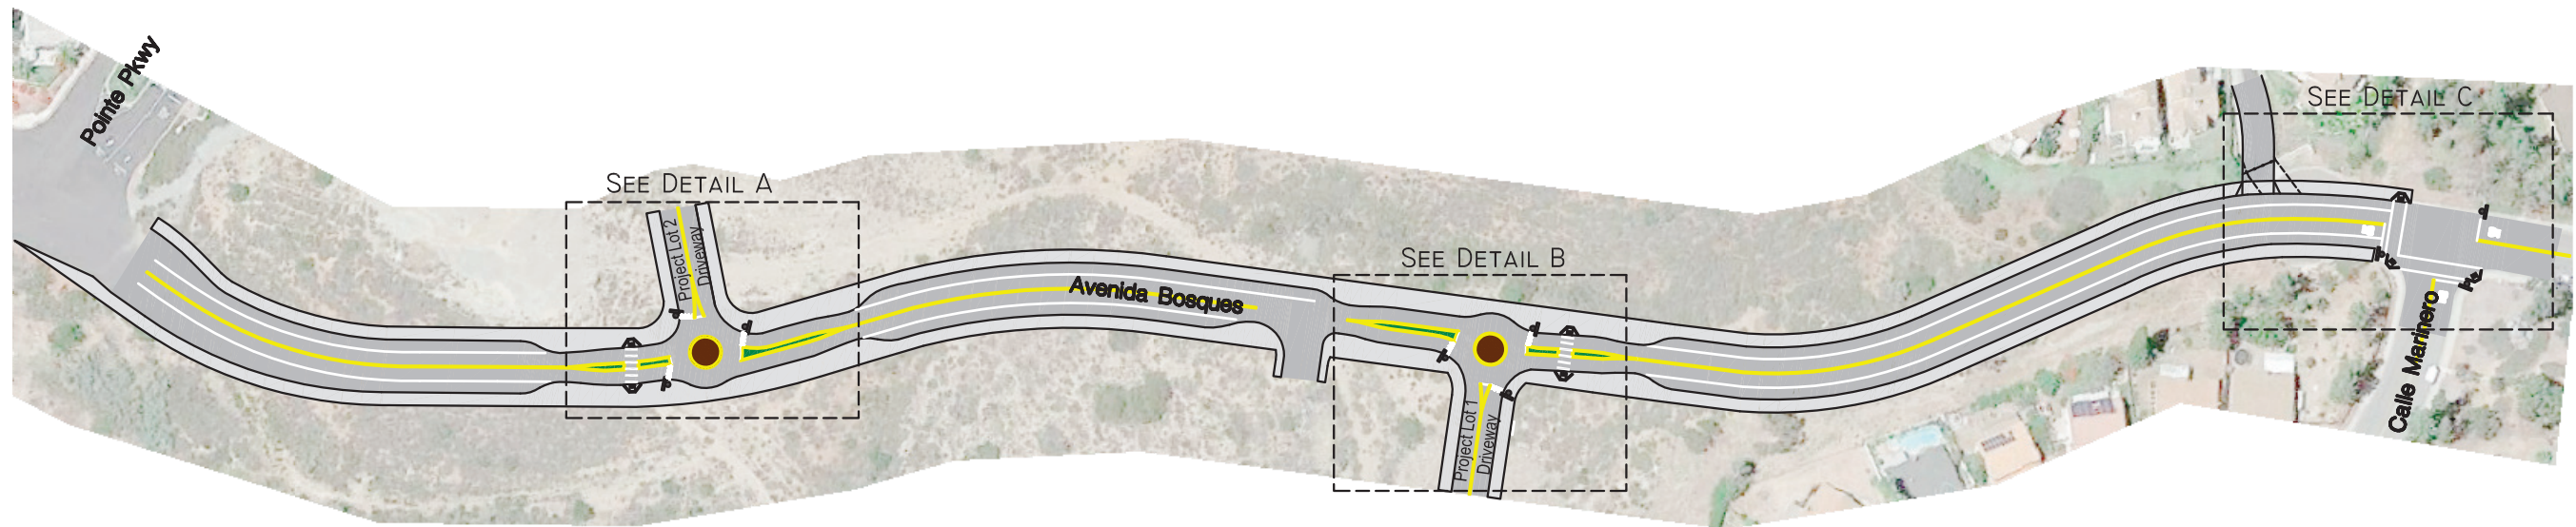 Pointe Pkwy
SEE DETAIL A
Project Lot 2
Driveway
Avenida Bosques
SEE DETAIL B
Project Lot 1
Driveway
SEE DETAIL C
Calle Marinero